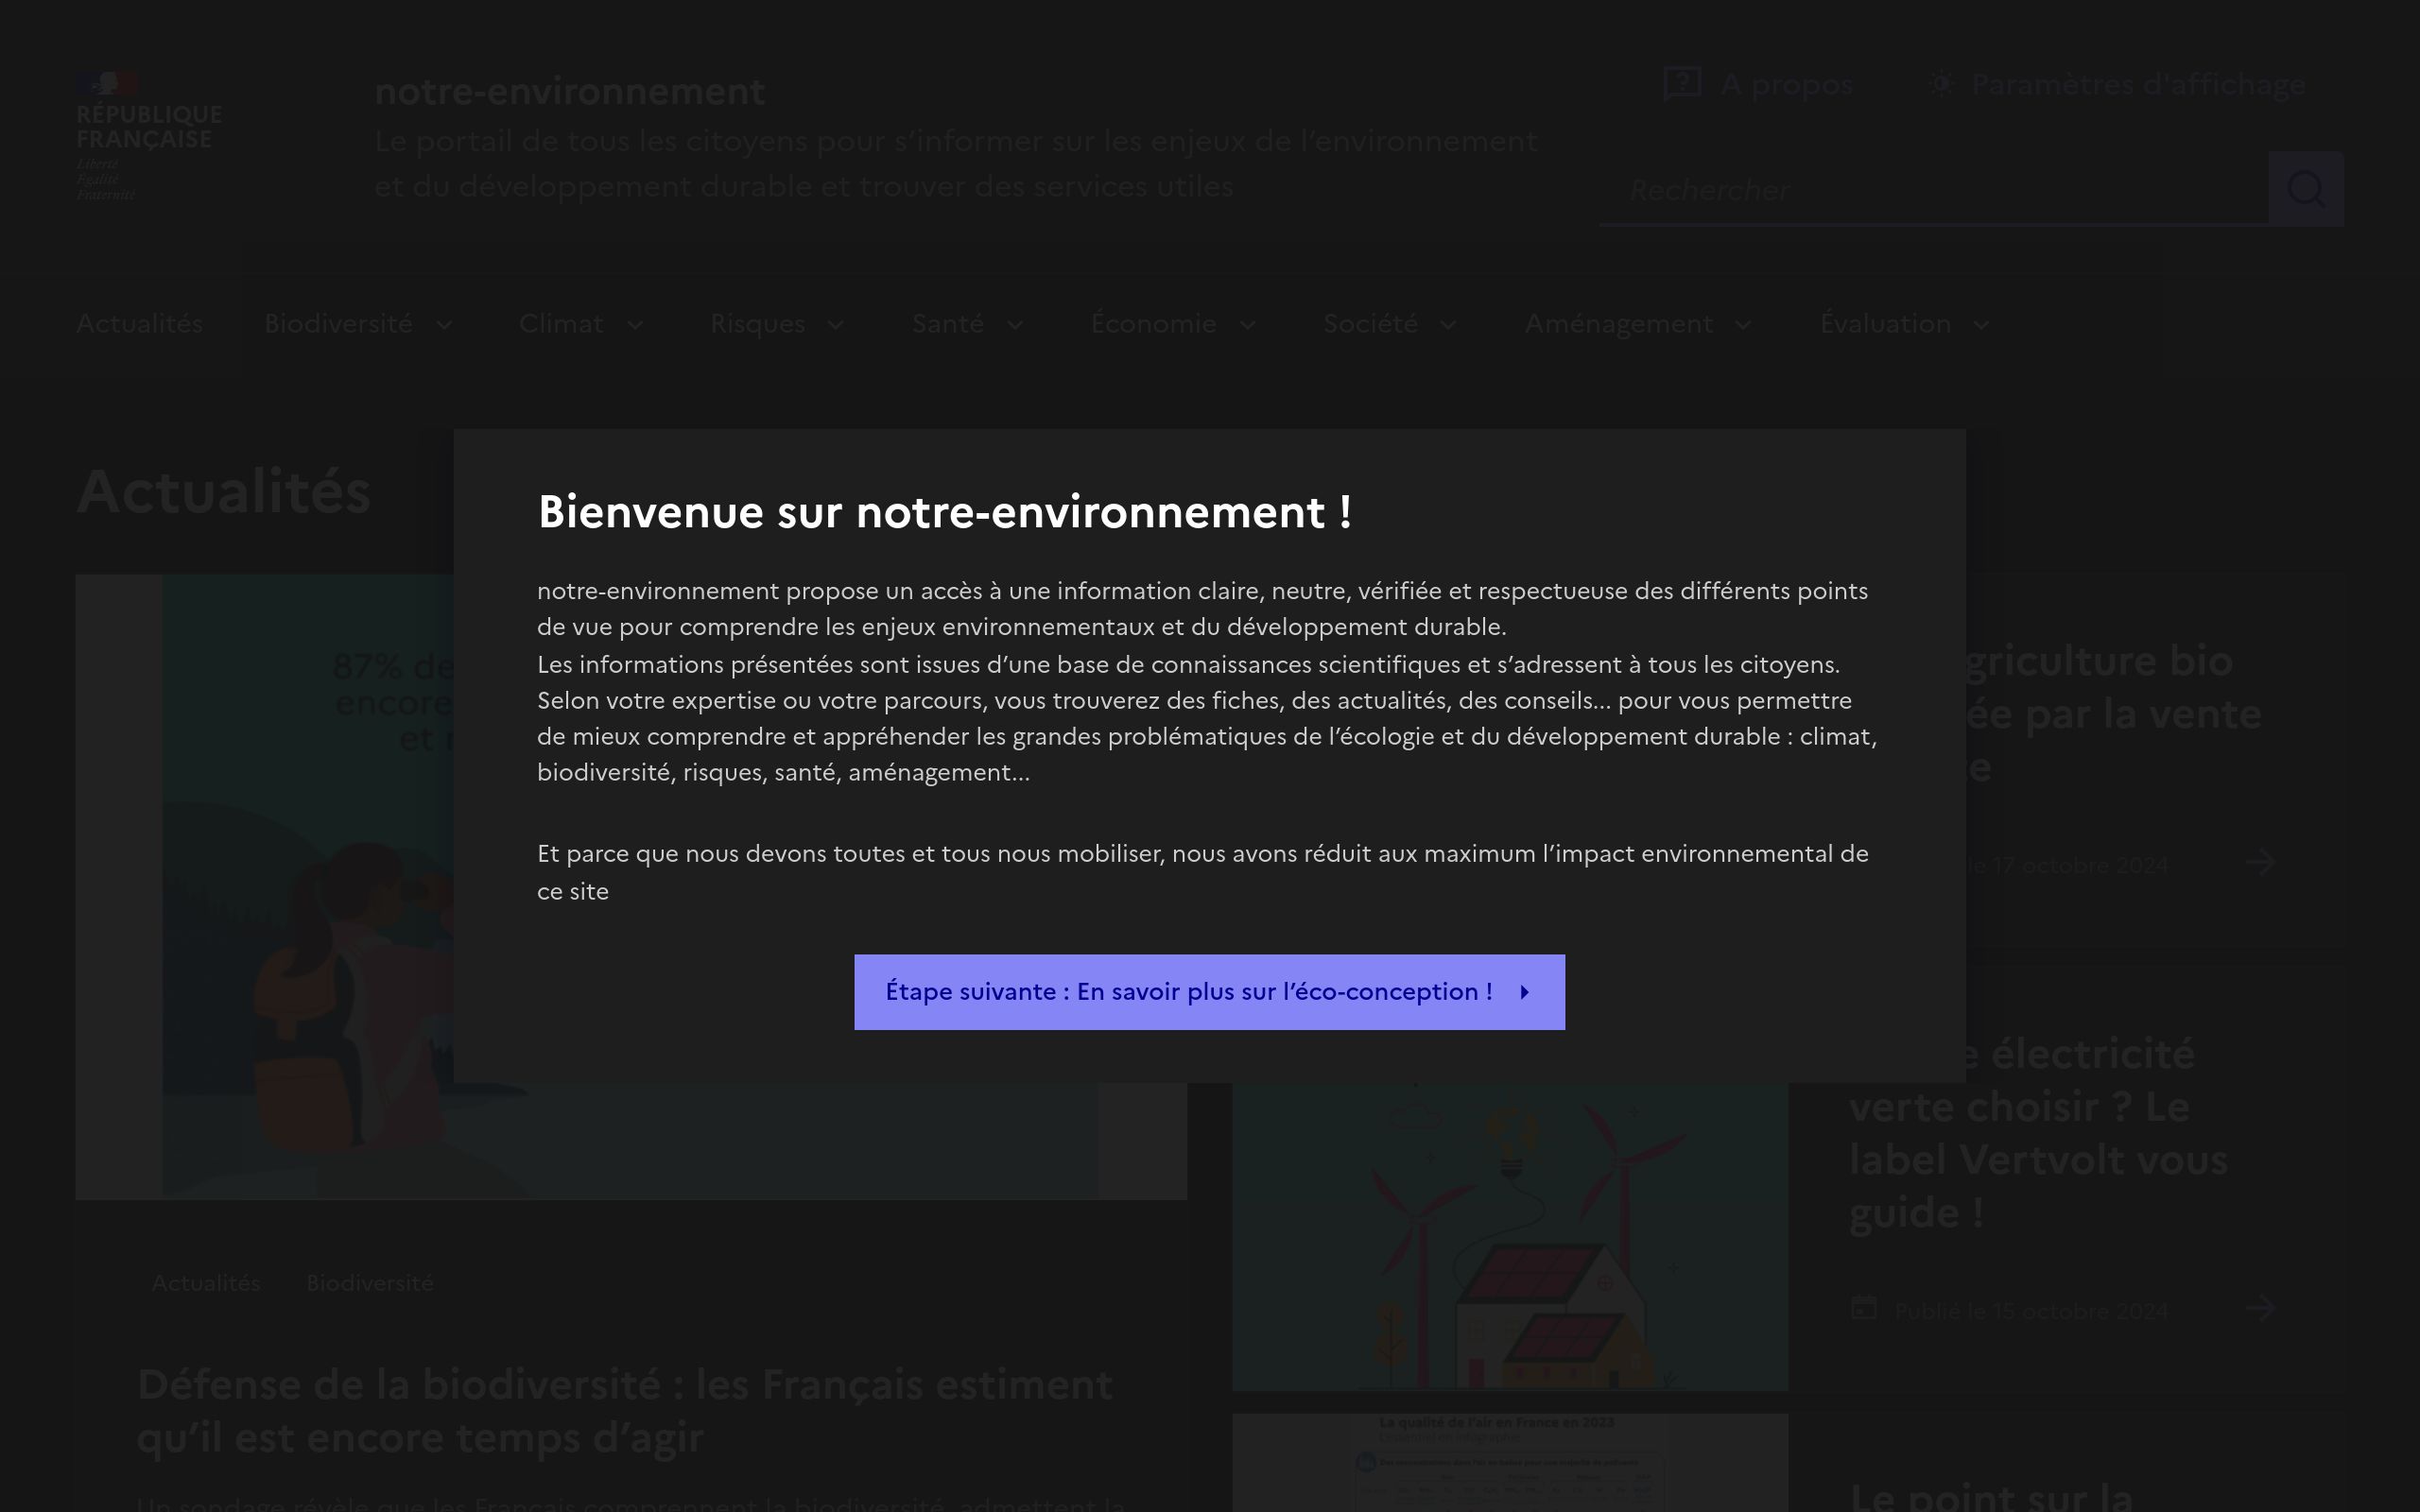 RÉPUBLIQUE
FRANÇAISE
Liberté
Égalité
Fraternité
notre-environnement
Le portail de tous les citoyens pour s’informer sur les enjeux de l’environnement
et du développement durable et trouver des services utiles
A propos
Paramètres d'affichage
Rechercher
Actualités Biodiversité Climat Risques Santé Économie Société Aménagement Évaluation
Actualités
Bienvenue sur notre-environnement !
notre-environnement propose un accès à une information claire, neutre, vérifiée et respectueuse des différents points
de vue pour comprendre les enjeux environnementaux et du développement durable.
Les informations présentées sont issues d’une base de connaissances scientifiques et s’adressent à tous les citoyens.
Selon votre expertise ou votre parcours, vous trouverez des fiches, des actualités, des conseils... pour vous permettre
de mieux comprendre et appréhender les grandes problématiques de l’écologie et du développement durable : climat,
biodiversité, risques, santé, aménagement...
Et parce que nous devons toutes et tous nous mobiliser, nous avons réduit aux maximum l’impact environnemental de
ce site
Étape suivante : En savoir plus sur l’éco-conception !
87% de
encore
et
griculture bio
ée par la vente
e
le 17 octobre 2024
e électricité
verte choisir ? Le
label Vertvolt vous
guide !
Publié le 15 octobre 2024
Actualités Biodiversité
Défense de la biodiversité : les Français estiment
qu’il est encore temps d’agir
Un sondage révèle que les Français comprennent la biodiversité, admettent la
La qualité de l'air en France en 2023
Le point sur la